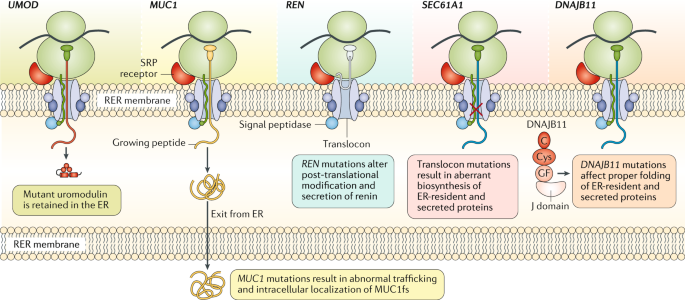 UMOD
MUC1
REN
SEC61A1
DNAJB11
SRP
receptor
RER membrane
Signal peptidase
Growing peptide
Translocon
DNAJB11
C
Cys
GF
J domain
Mutant uromodulin
is retained in the ER
REN mutations alter
post-translational
modification and
secretion of renin
Translocon mutations
result in aberrant
biosynthesis of
ER-resident and
secreted proteins
DNAJB11 mutations
affect proper folding
of ER-resident and
secreted proteins
Exit from ER
RER membrane
MUC1 mutations result in abnormal trafficking
and intracellular localization of MUC1fs